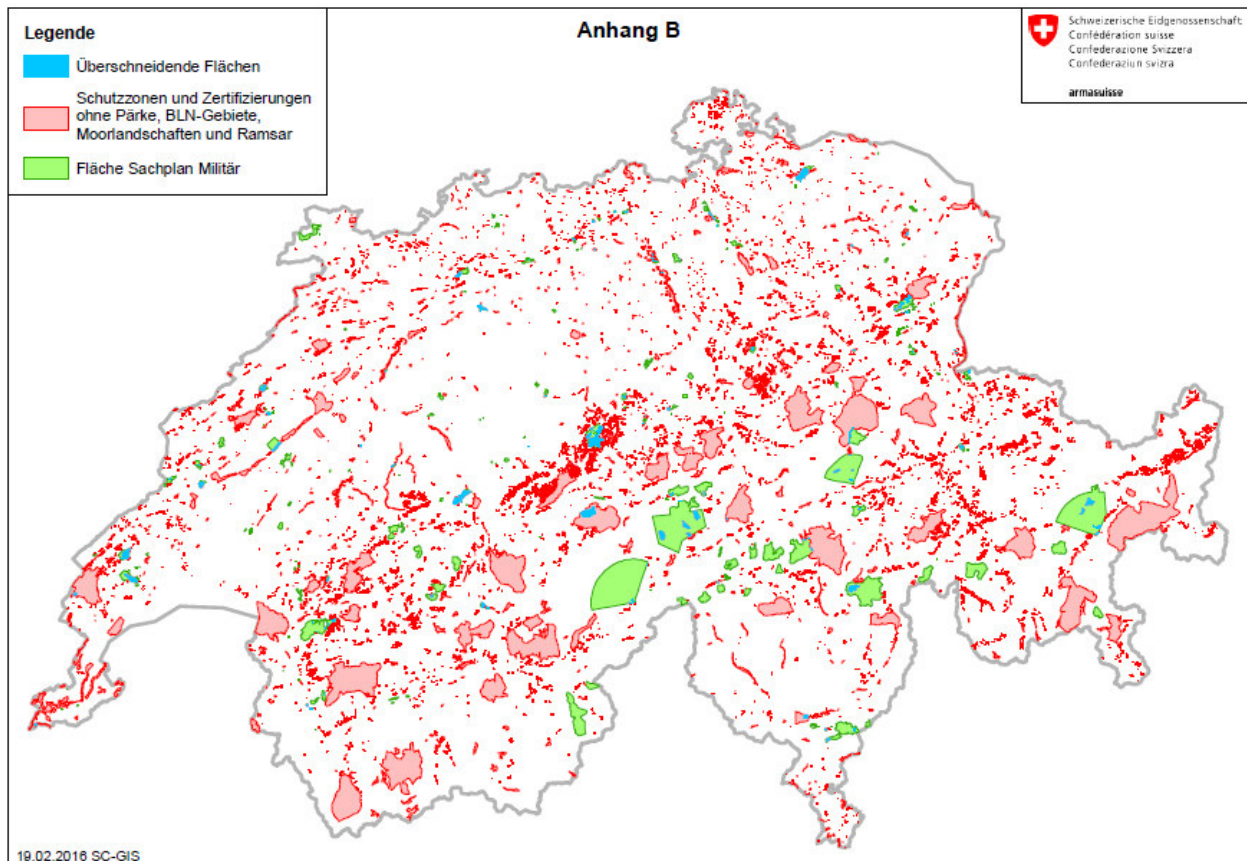 Anhang B
Legende
Überschneidende Flächen
Schutzzonen und Zertifizierungen
ohne Pärke, BLN-Gebiete,
Moorlandschaften und Ramsar
Fläche Sachplan Militär
Schweizerische Eidgenossenschaft
Confédération suisse
Confederazione Svizzera
Confederaziun svizra
armasuisse
19.02.2016 SC-GIS